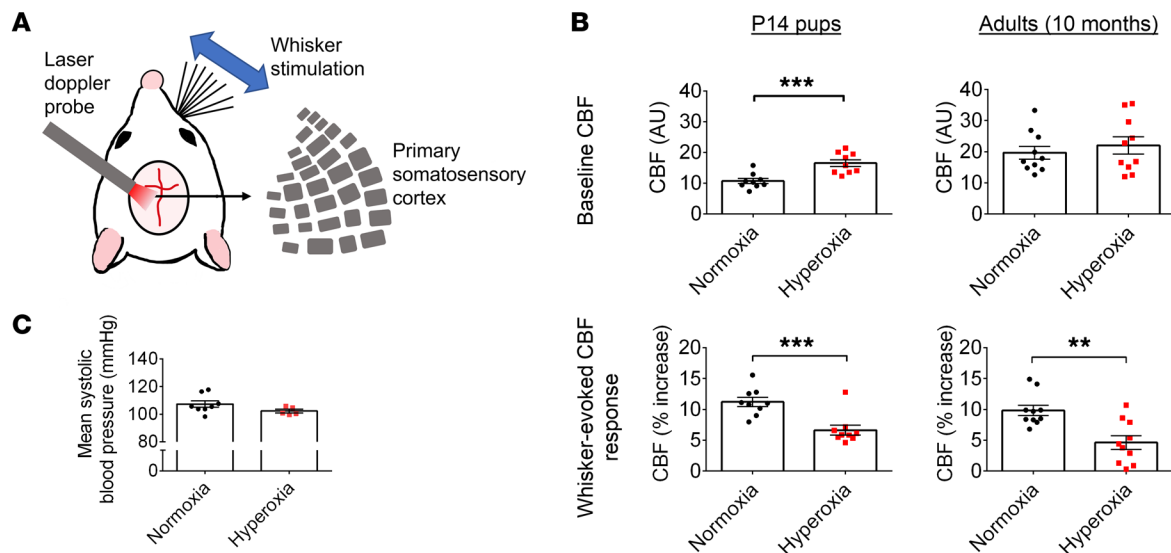 A
Laser
doppler
probe
Whisker
stimulation
Primary
somatosensory
cortex
B
P14 pups
Adults (10 months)
Baseline CBF
CBF (AU)
40
30
20
10
0
***
Normoxia
Hyperoxia
CBF (AU)
40
30
20
10
0
Normoxia
Hyperoxia
Whisker-evoked CBF
response
CBF (% increase)
20
15
10
5
0
***
Normoxia
Hyperoxia
CBF (% increase)
20
15
10
5
0
**
Normoxia
Hyperoxia
C
Mean systolic
blood pressure (mmHg)
140
120
100
80
0
Normoxia
Hyperoxia